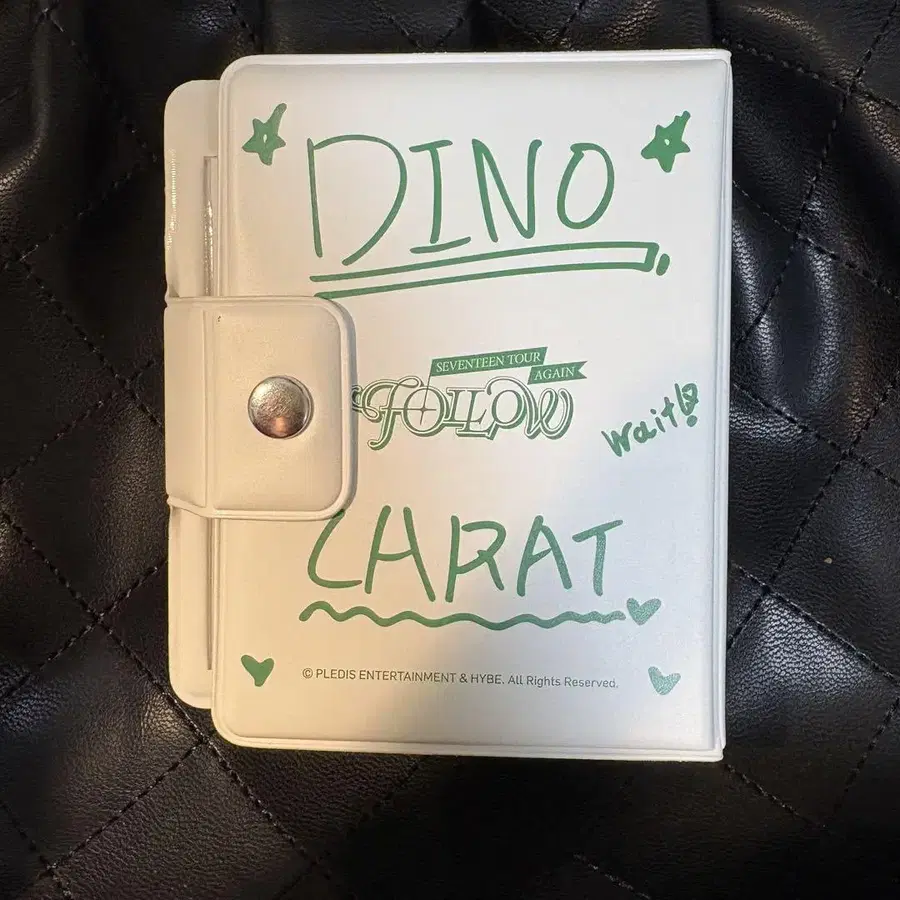 DINO
SEVENTEEN TOUR
AGAIN
FOLLOW
Wait!?
CARAT
© PLEDIS ENTERTAINMENT & HYBE. All Rights Reserved.